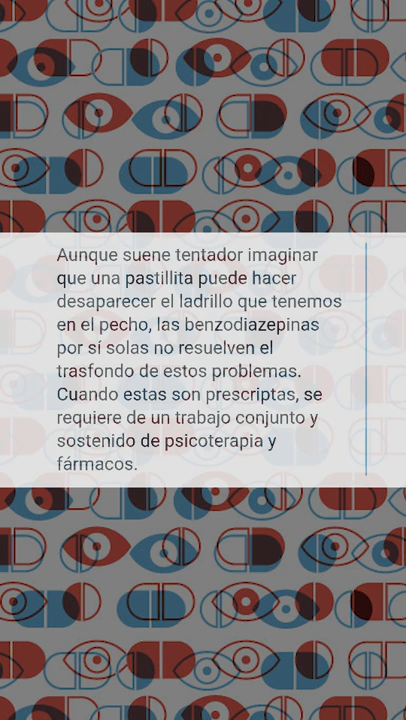 Aunque suene tentador imaginar
que una pastillita puede hacer
desaparecer el ladrillo que tenemos
en el pecho, las benzodiazepinas
por sí solas no resuelven el
trasfondo de estos problemas.
Cuando estas son prescriptas, se
requiere de un trabajo conjunto y
sostenido de psicoterapia y
fármacos.